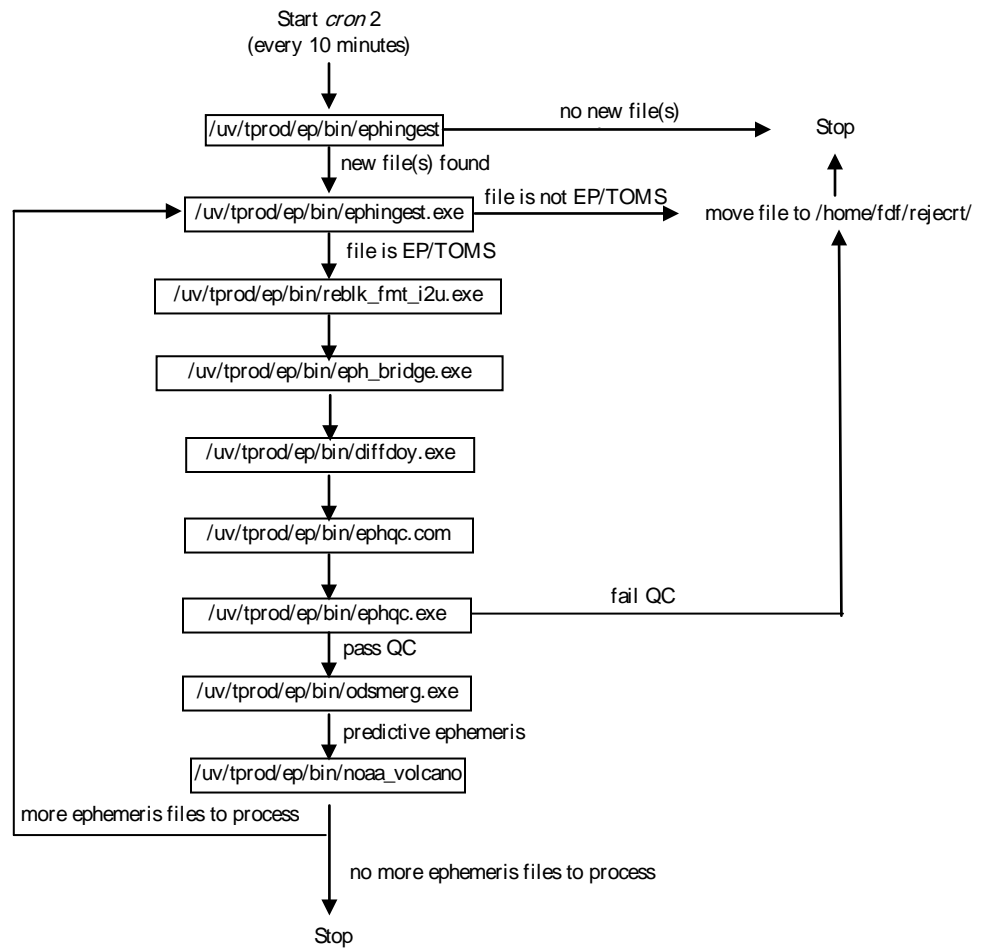 Start cron 2
(every 10 minutes)
/uv/tprod/ep/bin/ephingest
no new file(s)
Stop
new file(s) found
/uv/tprod/ep/bin/ephingest.exe
file is not EP/TOMS
move file to /home/fdf/rejecrt/
file is EP/TOMS
/uv/tprod/ep/bin/reblk_fmt_i2u.exe
/uv/tprod/ep/bin/eph_bridge.exe
/uv/tprod/ep/bin/diffdoy.exe
/uv/tprod/ep/bin/ephqc.com
/uv/tprod/ep/bin/ephqc.exe
fail QC
pass QC
/uv/tprod/ep/bin/odsmerg.exe
predictive ephemeris
/uv/tprod/ep/bin/noaa_volcano
more ephemeris files to process
no more ephemeris files to process
Stop